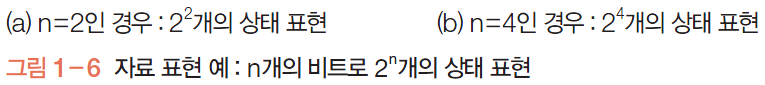 (a) n=2인 경우 : 2²개의 상태 표현 (b) n=4인 경우 : 2⁴개의 상태 표현
그림 1-6 자료 표현 예 : n개의 비트로 2ⁿ개의 상태 표현